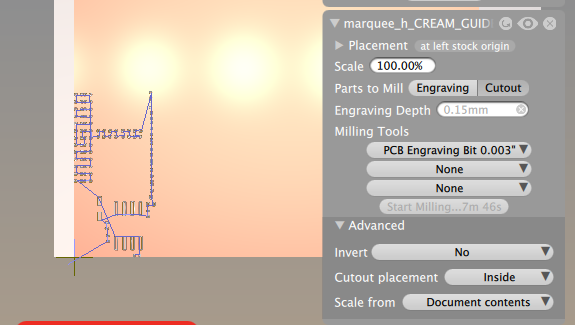 marquee_h_CREAM_GUID
Placement at left stock origin
Scale 100.00%
Parts to Mill Engraving Cutout
Engraving Depth 0.15mm
Milling Tools
PCB Engraving Bit 0.003"
None
None
Start Milling...7m 46s
Advanced
Invert No
Cutout placement Inside
Scale from Document contents